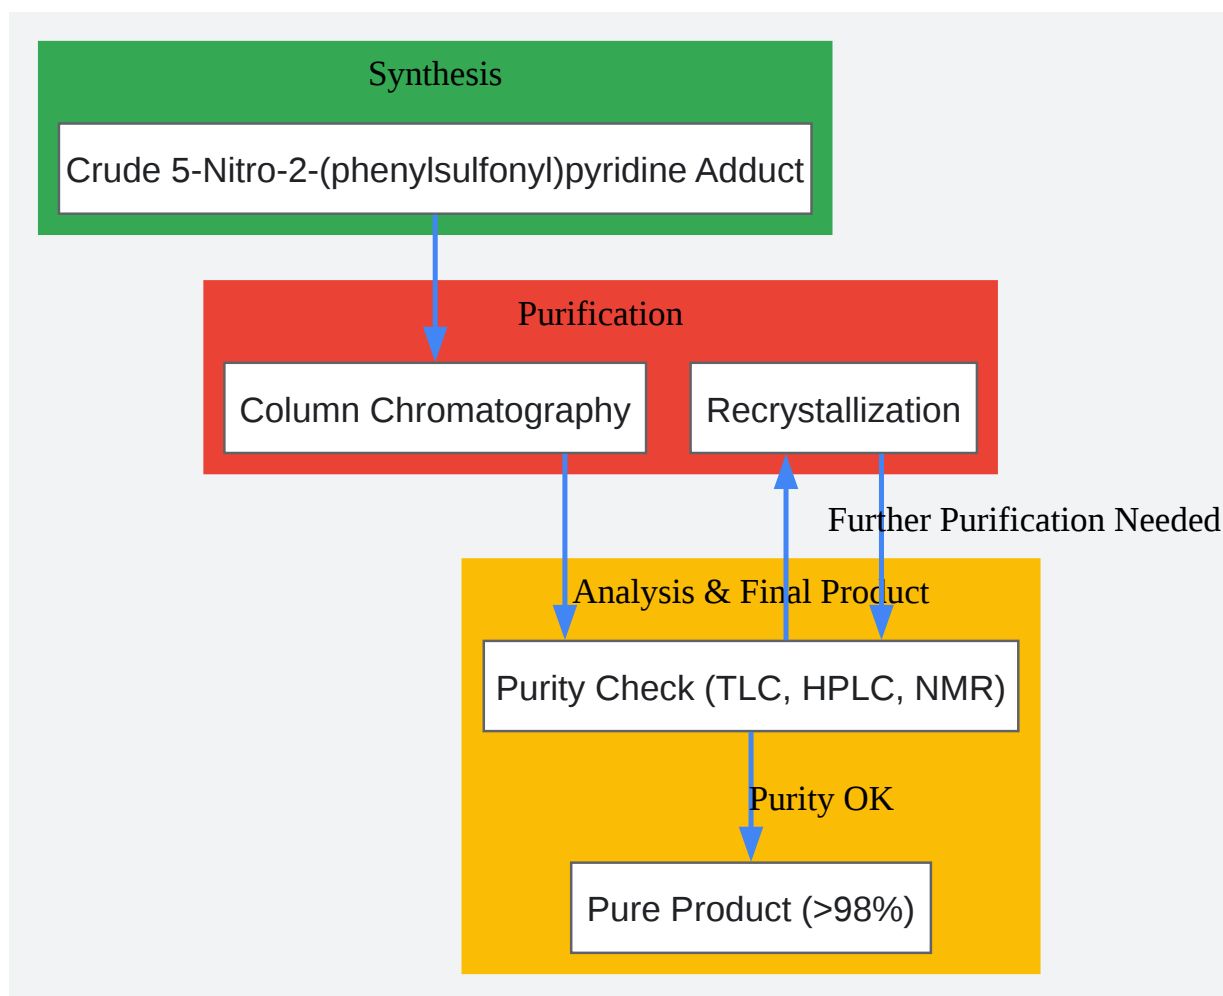 Synthesis
Crude 5-Nitro-2-(phenylsulfonyl)pyridine Adduct
Purification
Column Chromatography
Recrystallization
Further Purification Needed
Analysis & Final Product
Purity Check (TLC, HPLC, NMR)
Purity OK
Pure Product (>98%)